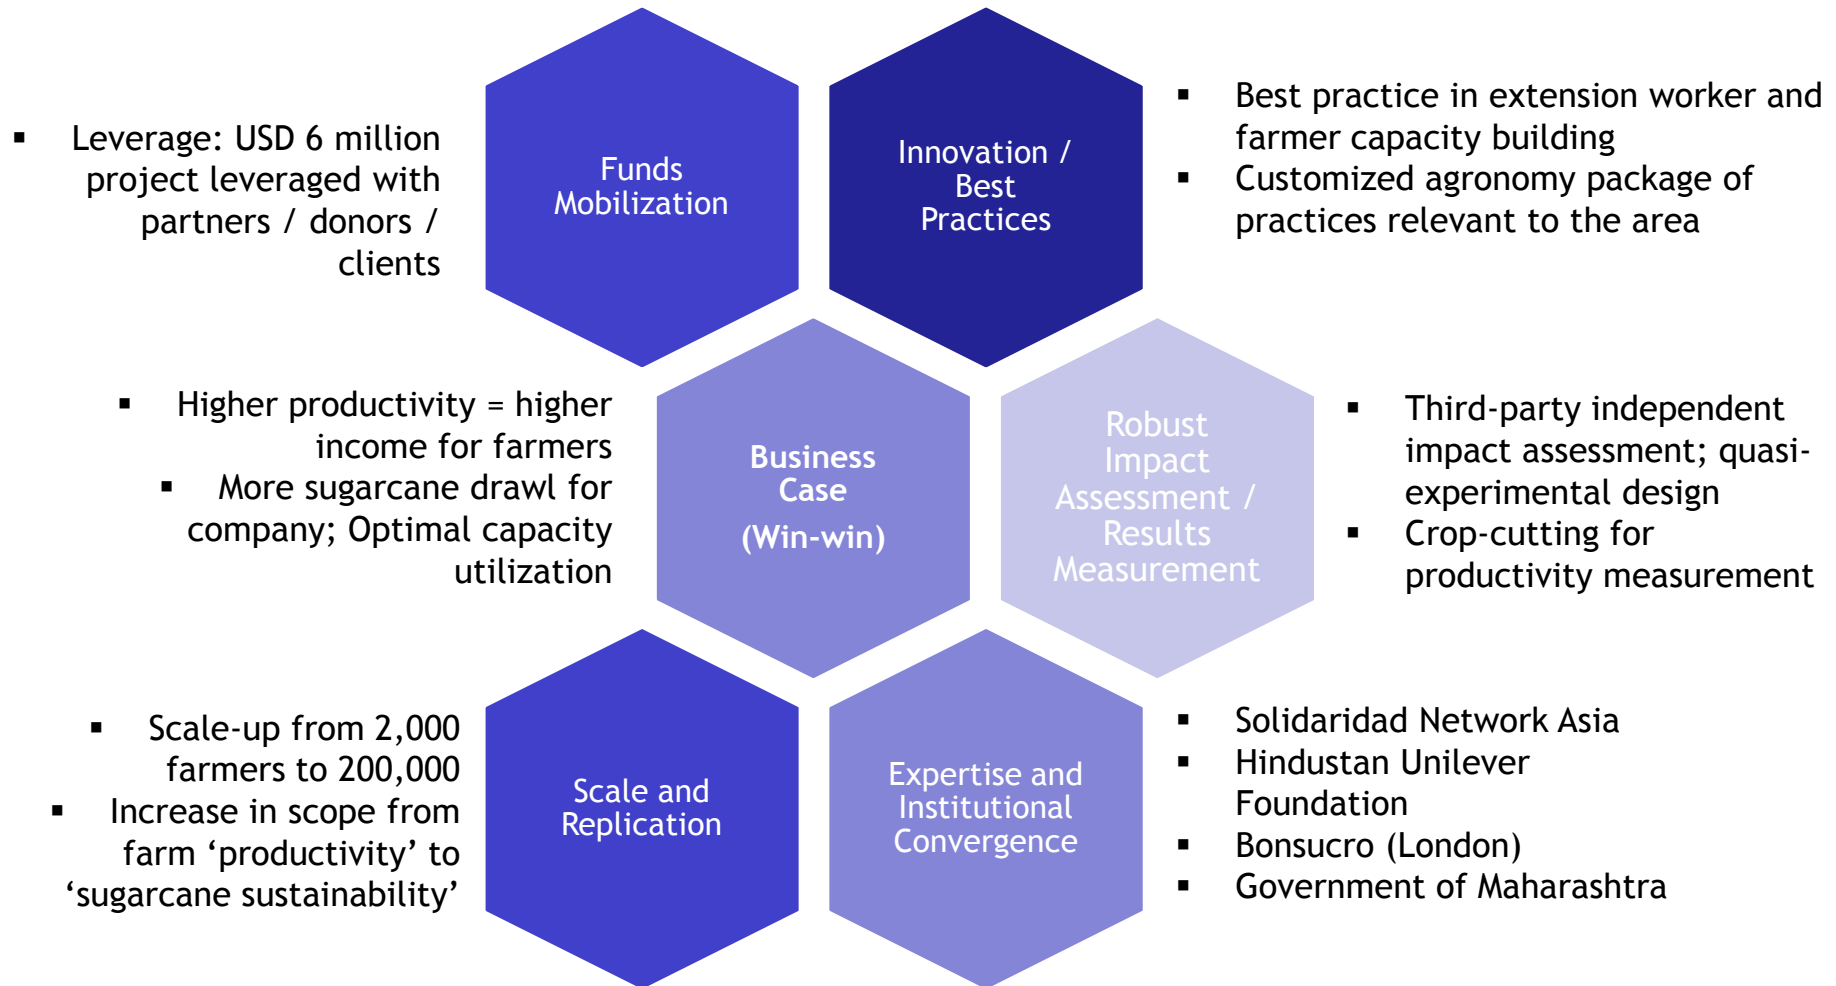 ▪ Leverage: USD 6 million
project leveraged with
partners / donors /
clients
Funds
Mobilization
Innovation /
Best
Practices
▪ Best practice in extension worker and
farmer capacity building
▪ Customized agronomy package of
practices relevant to the area
▪ Higher productivity = higher
income for farmers
▪ More sugarcane drawl for
company; Optimal capacity
utilization
Business
Case
(Win-win)
Robust
Impact
Assessment /
Results
Measurement
▪ Third-party independent
impact assessment; quasi-
experimental design
▪ Crop-cutting for
productivity measurement
▪ Scale-up from 2,000
farmers to 200,000
▪ Increase in scope from
farm ‘productivity’ to
‘sugarcane sustainability’
Scale and
Replication
Expertise and
Institutional
Convergence
▪ Solidaridad Network Asia
▪ Hindustan Unilever
Foundation
▪ Bonsucro (London)
▪ Government of Maharashtra